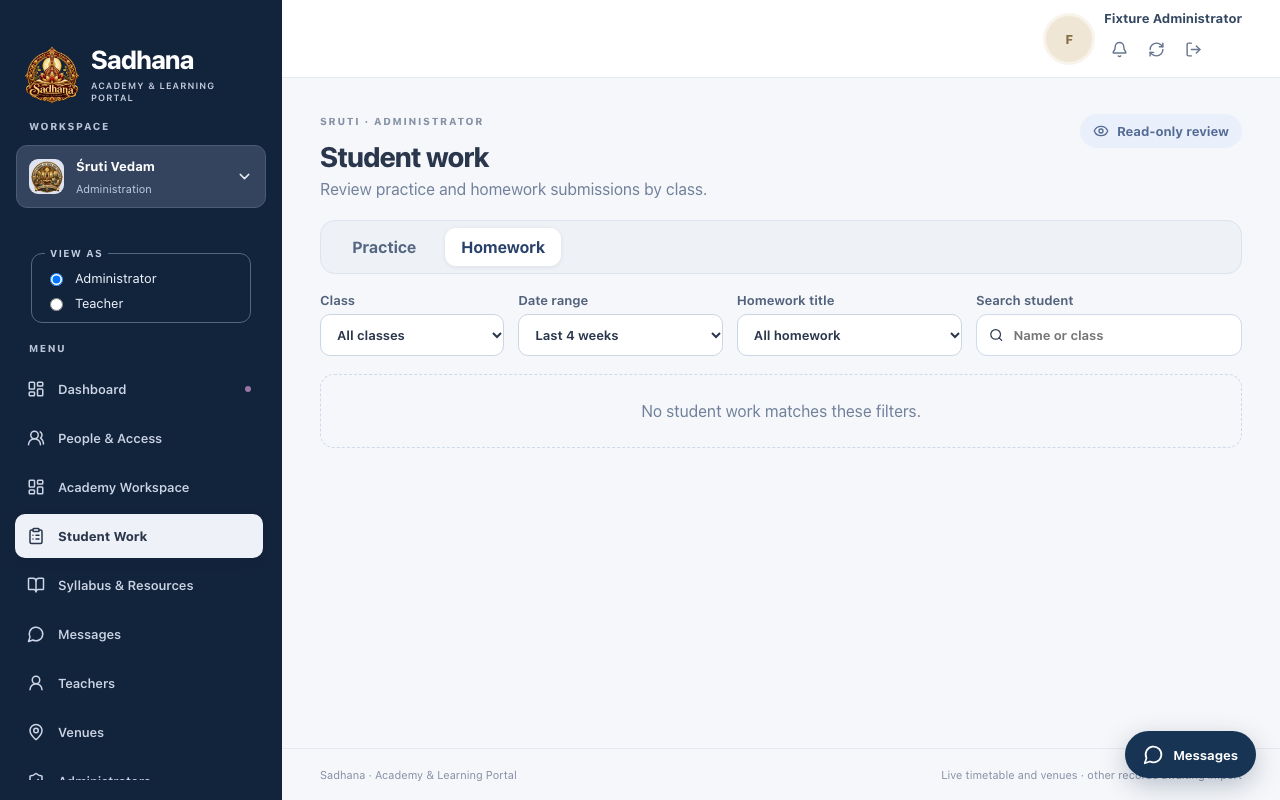 Sadhana
ACADEMY & LEARNING
PORTAL
Sadhana
WORKSPACE
Śruti Vedam
Administration
VIEW AS
Administrator
Teacher
MENU
Dashboard
People & Access
Academy Workspace
Student Work
Syllabus & Resources
Messages
Teachers
Venues
Administrators
F
Fixture Administrator
SRUTI · ADMINISTRATOR
Student work
Review practice and homework submissions by class.
Read-only review
Practice
Homework
Class
Date range
Homework title
Search student
All classes
Last 4 weeks
All homework
Name or class
No student work matches these filters.
Sadhana · Academy & Learning Portal
Live timetable and venues · other records awaiting import
Messages